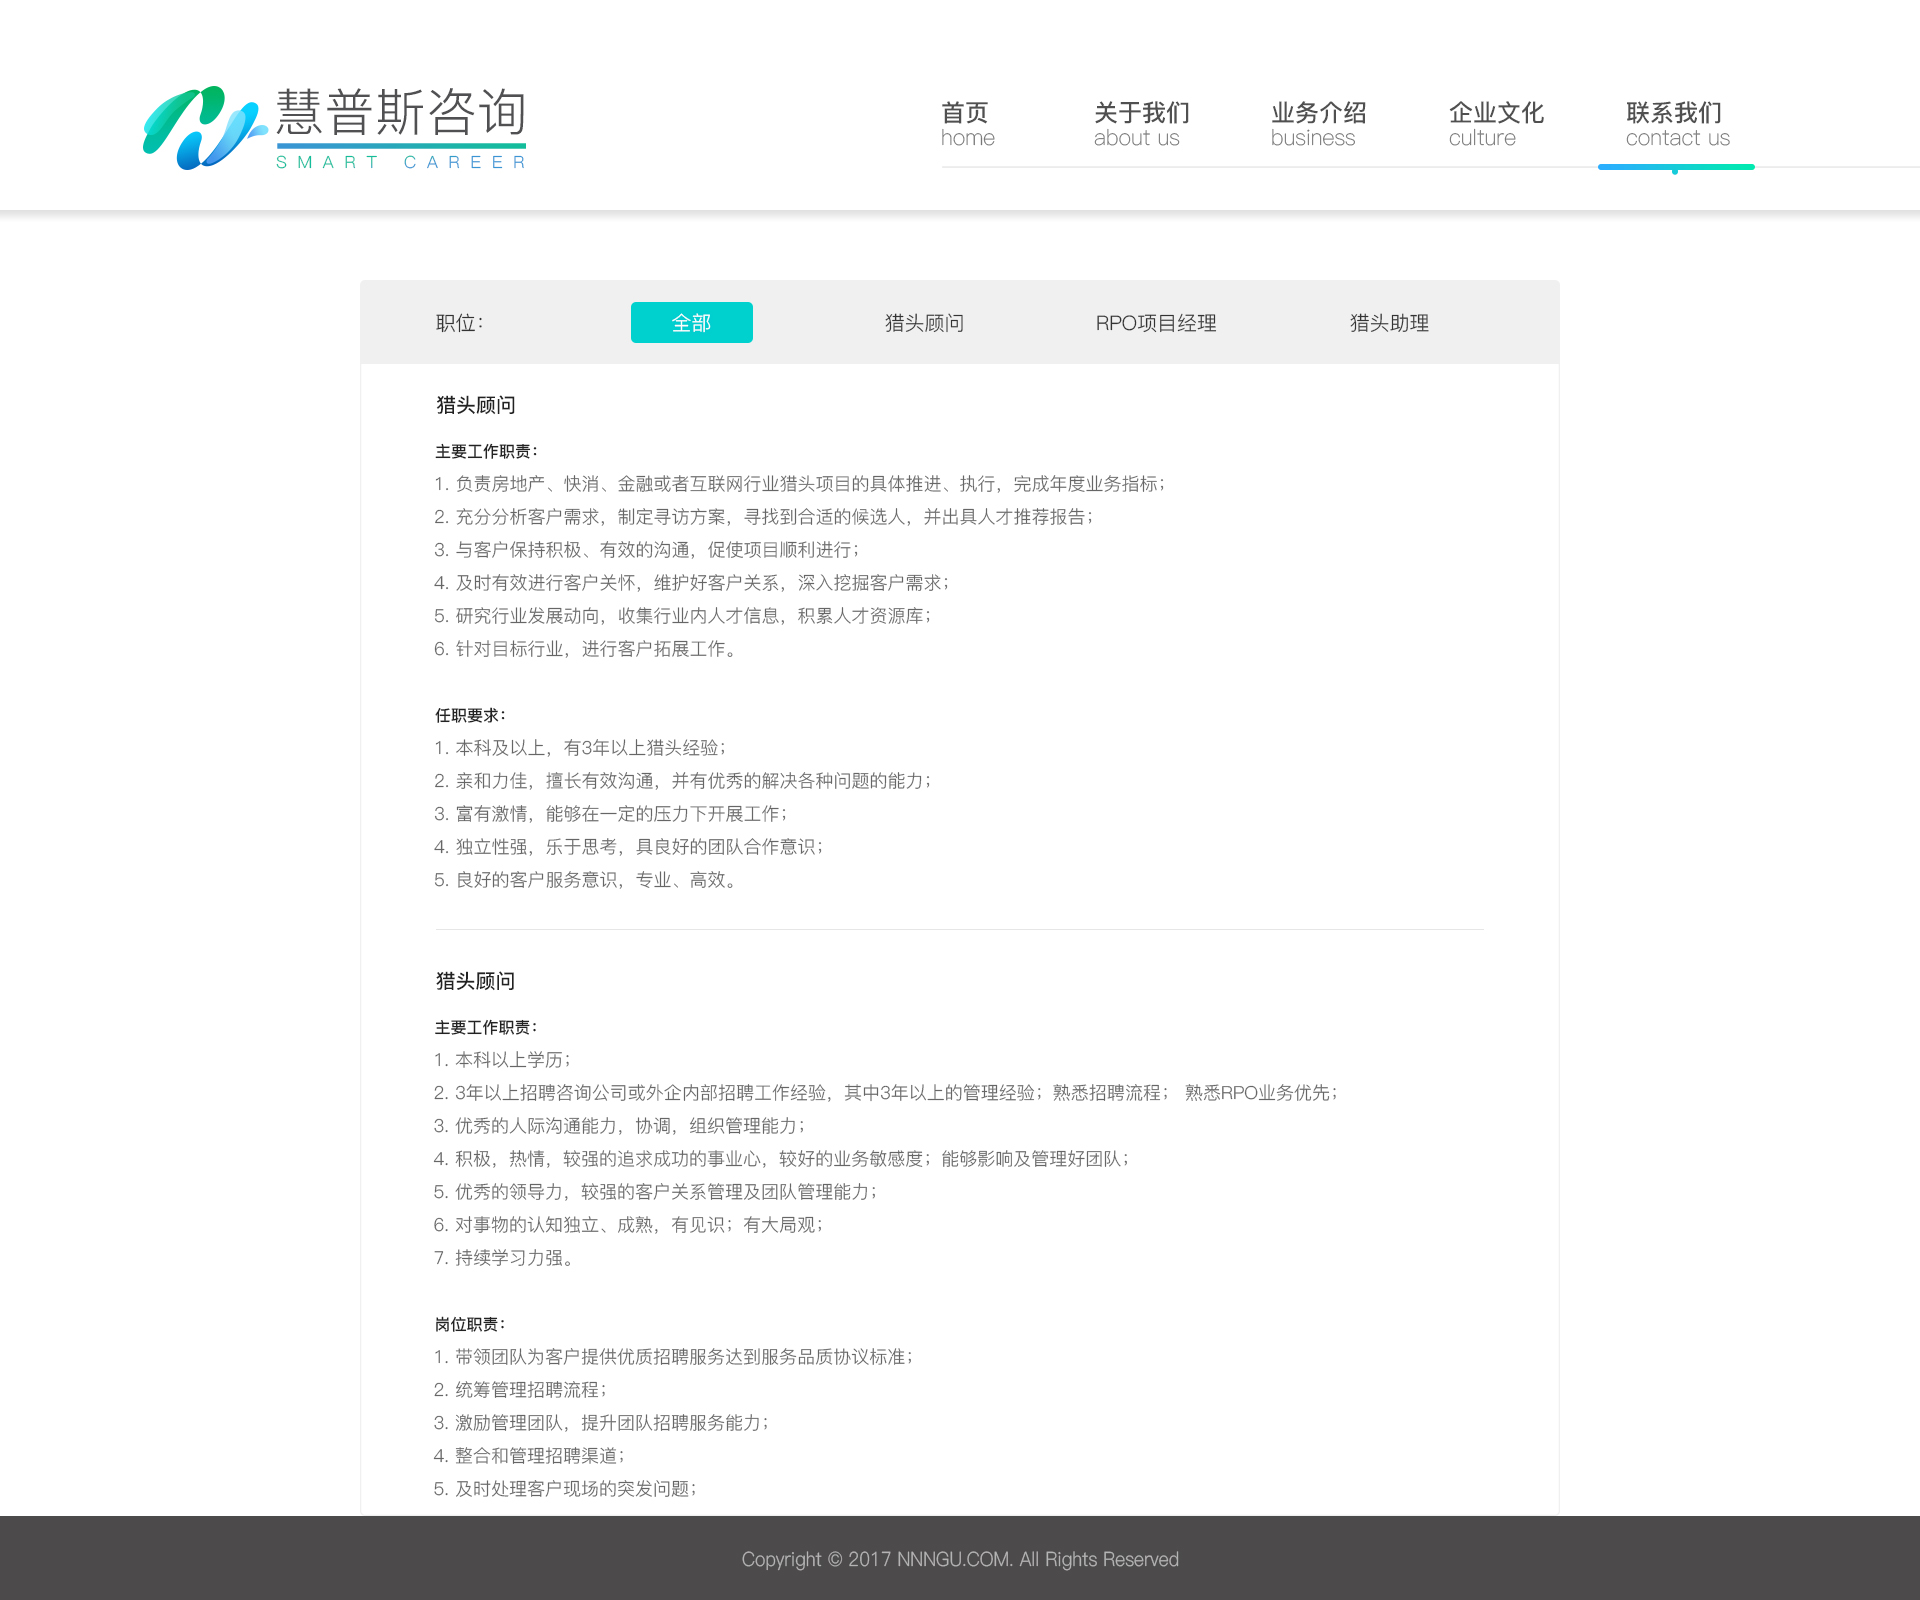 慧普斯咨询
SMART CAREER
首页 关于我们 业务介绍 企业文化 联系我们
home about us business culture contact us
职位： 全部 猎头顾问 RPO项目经理 猎头助理
猎头顾问
主要工作职责：
1. 负责房地产、快消、金融或者互联网行业猎头项目的具体推进、执行，完成年度业务指标；
2. 充分分析客户需求，制定寻访方案，寻找到合适的候选人，并出具人才推荐报告；
3. 与客户保持积极、有效的沟通，促使项目顺利进行；
4. 及时有效进行客户关怀，维护好客户关系，深入挖掘客户需求；
5. 研究行业发展动向，收集行业内人才信息，积累人才资源库；
6. 针对目标行业，进行客户拓展工作。
任职要求：
1. 本科及以上，有3年以上猎头经验；
2. 亲和力佳，擅长有效沟通，并有优秀的解决各种问题的能力；
3. 富有激情，能够在一定的压力下开展工作；
4. 独立性强，乐于思考，具良好的团队合作意识；
5. 良好的客户服务意识，专业、高效。
猎头顾问
主要工作职责：
1. 本科以上学历；
2. 3年以上招聘咨询公司或外企内部招聘工作经验，其中3年以上的管理经验；熟悉招聘流程； 熟悉RPO业务优先；
3. 优秀的人际沟通能力，协调，组织管理能力；
4. 积极，热情，较强的追求成功的事业心，较好的业务敏感度；能够影响及管理好团队；
5. 优秀的领导力，较强的客户关系管理及团队管理能力；
6. 对事物的认知独立、成熟，有见识；有大局观；
7. 持续学习力强。
岗位职责：
1. 带领团队为客户提供优质招聘服务达到服务品质协议标准；
2. 统筹管理招聘流程；
3. 激励管理团队，提升团队招聘服务能力；
4. 整合和管理招聘渠道；
5. 及时处理客户现场的突发问题；
Copyright © 2017 NNNGU.COM. All Rights Reserved